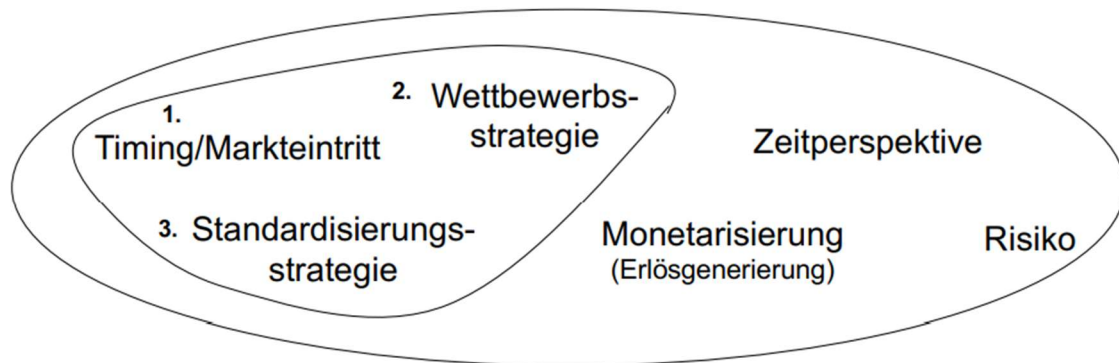 1.
Timing/Markteintritt
2. Wettbewerbs-
strategie
3. Standardisierungs-
strategie
Zeitperspektive
Monetarisierung
(Erlösgenerierung)
Risiko